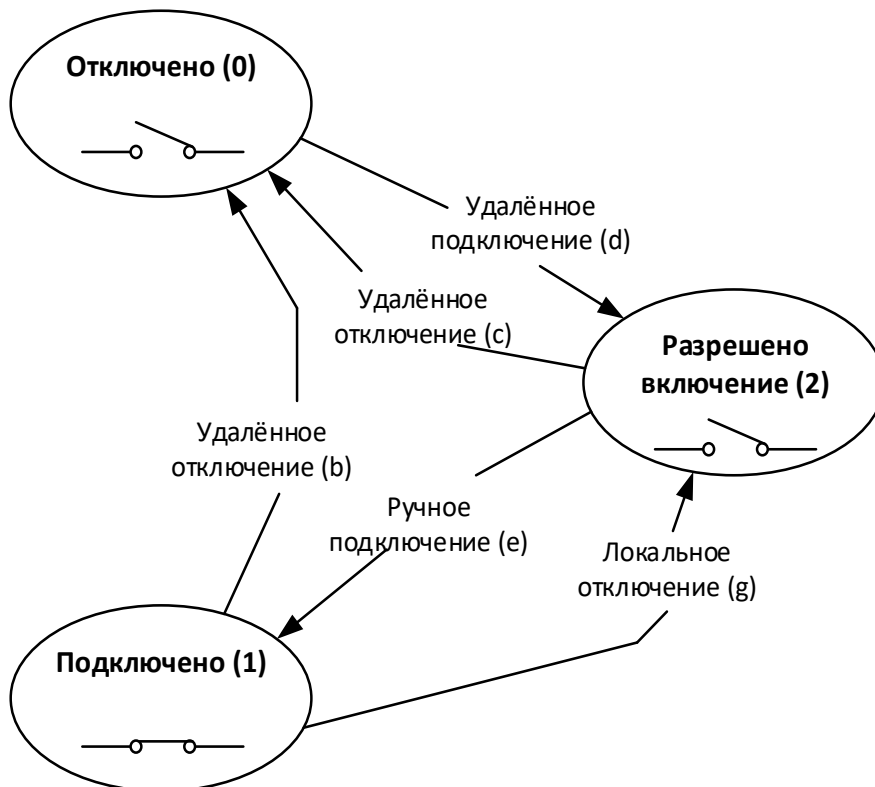 Отключено (0)
Удалённое
подключение (d)
Удалённое
отключение (c)
Разрешено
включение (2)
Удалённое
отключение (b)
Ручное
подключение (e)
Локальное
отключение (g)
Подключено (1)